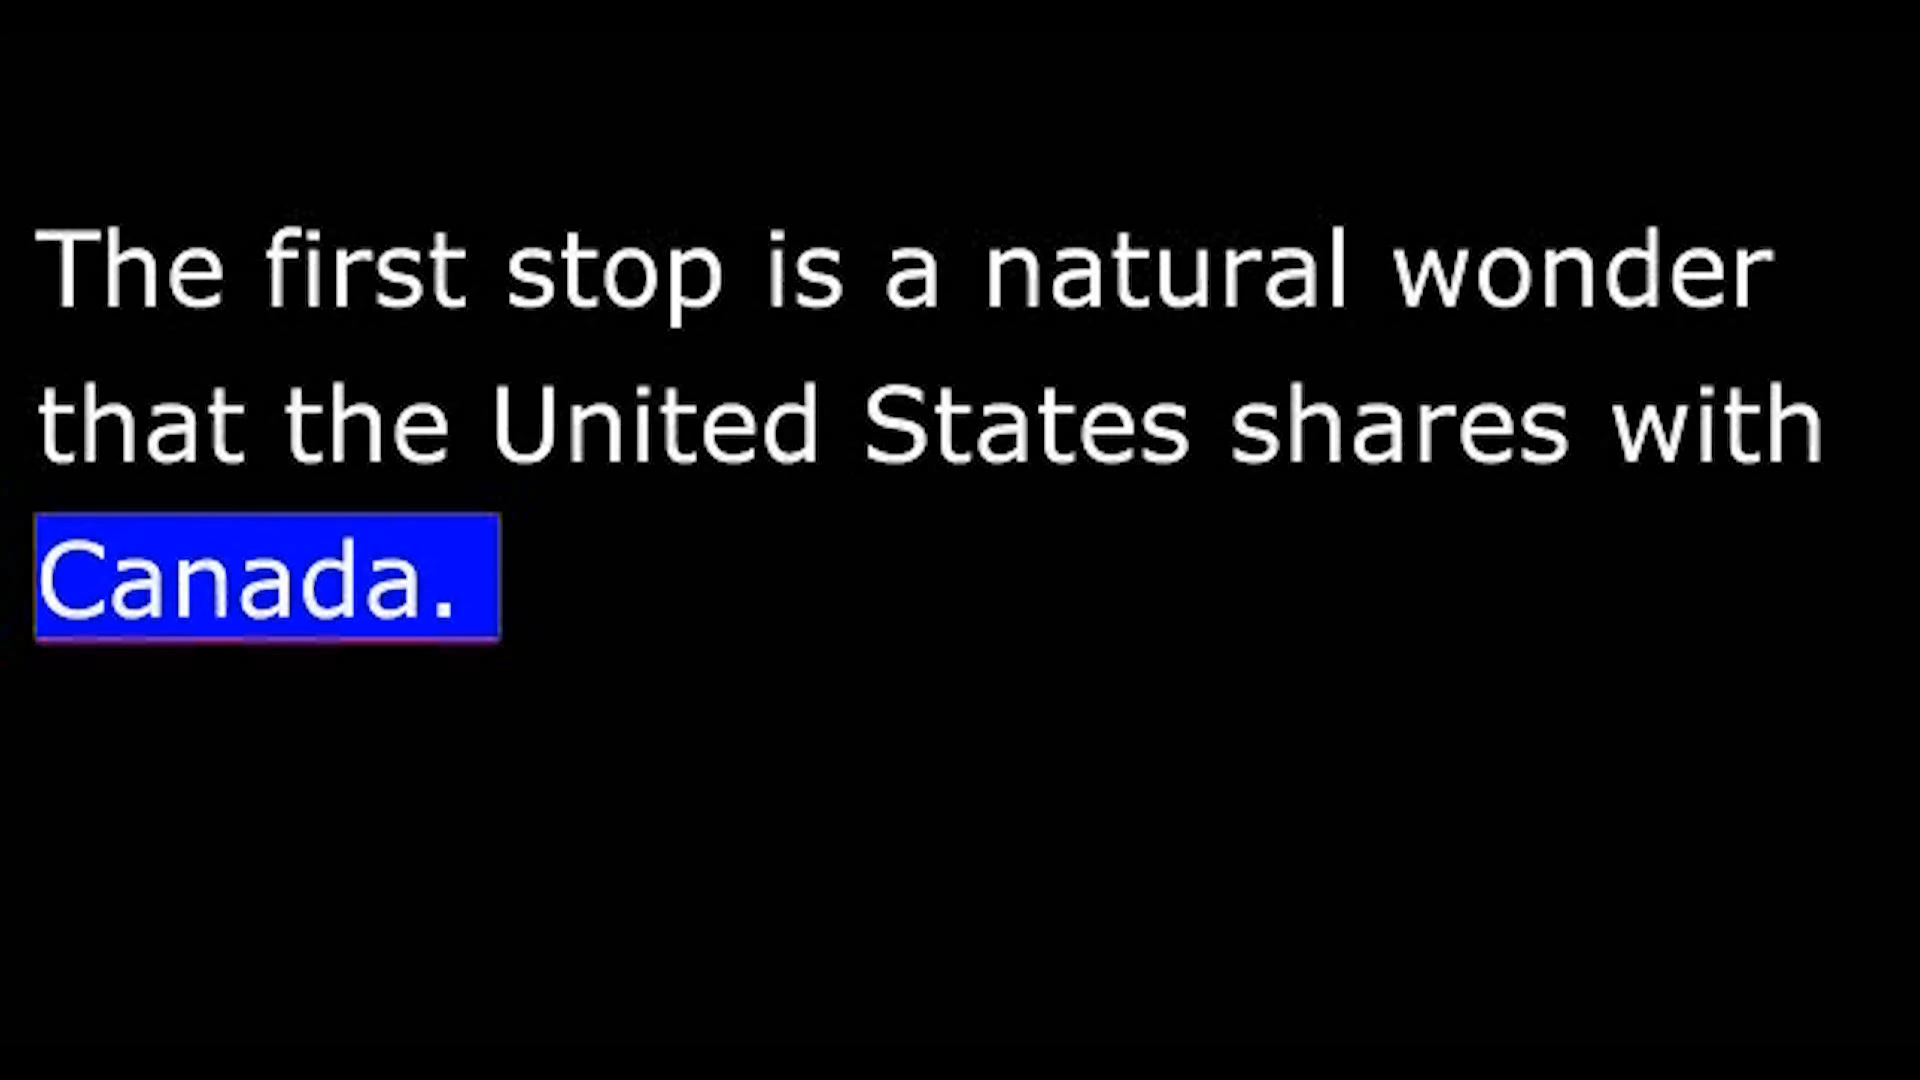 The first stop is a natural wonder
that the United States shares with
Canada.